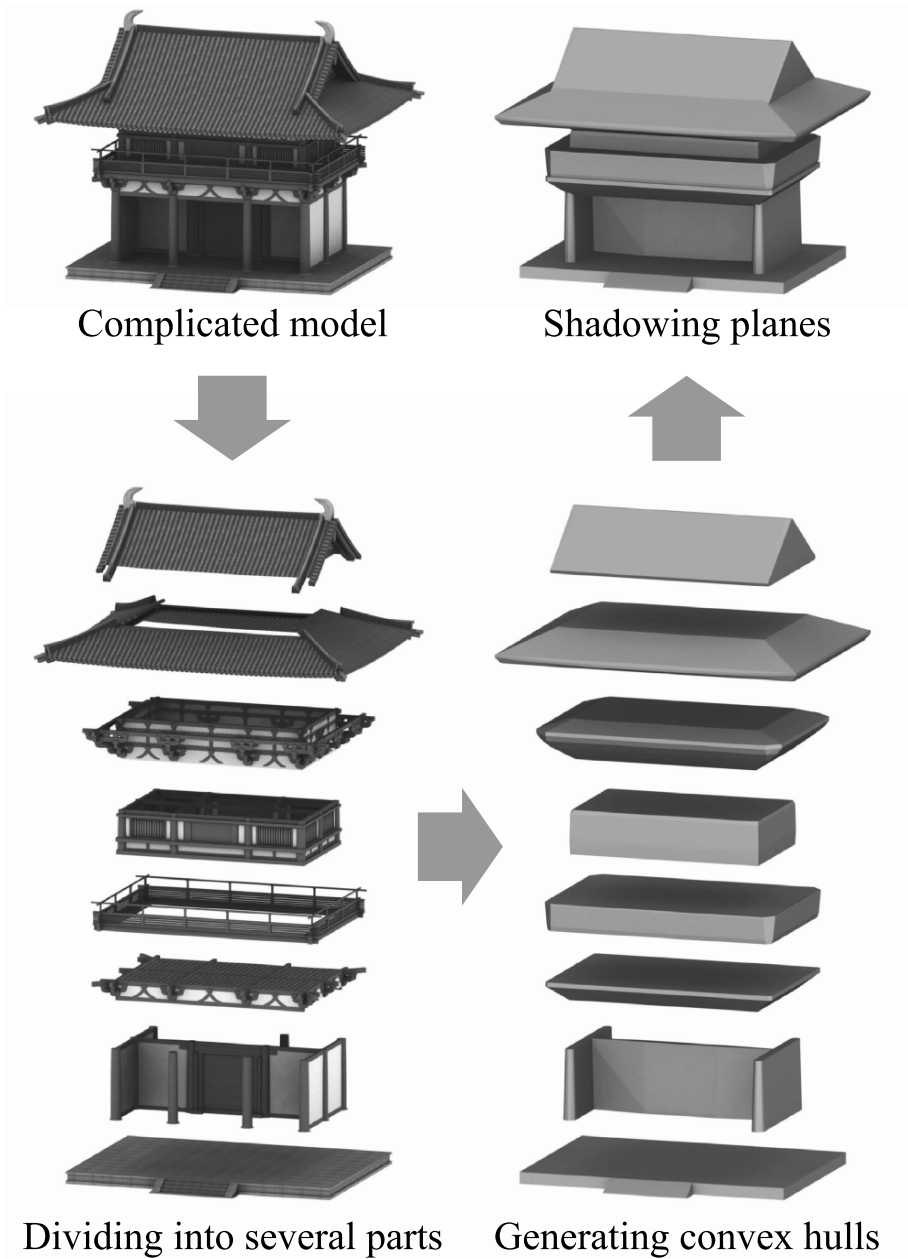 Complicated model
Shadowing planes
Dividing into several parts
Generating convex hulls